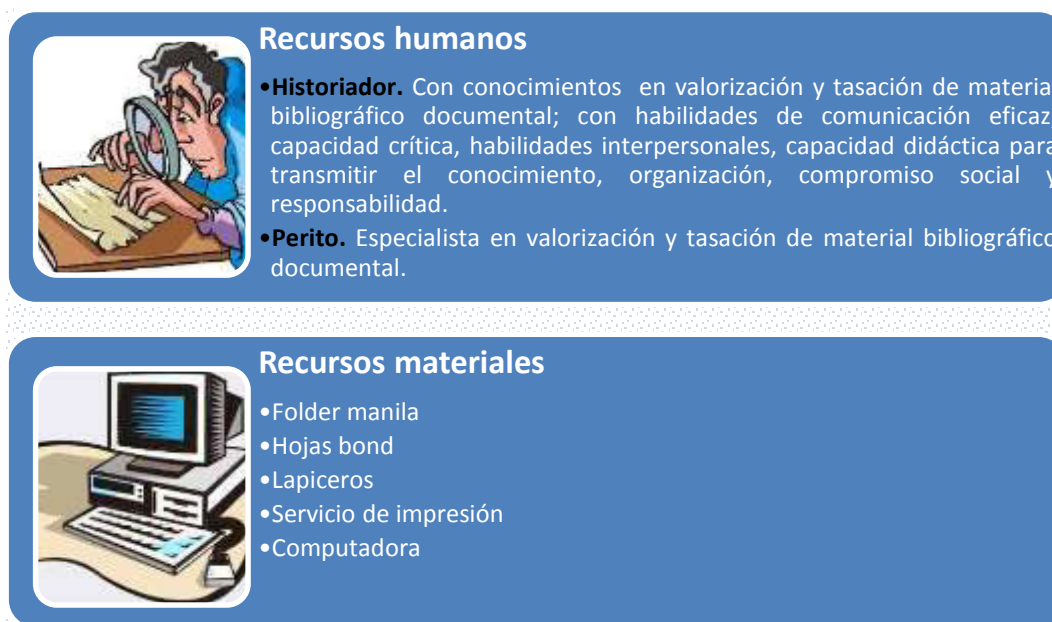 Recursos humanos
•Historiador. Con conocimientos en valorización y tasación de materia
bibliográfico documental; con habilidades de comunicación eficaz
capacidad crítica, habilidades interpersonales, capacidad didáctica para
transmitir el conocimiento, organización, compromiso social y
responsabilidad.
•Perito. Especialista en valorización y tasación de material bibliográfico
documental.
Recursos materiales
•Folder manila
•Hojas bond
•Lapiceros
•Servicio de impresión
•Computadora